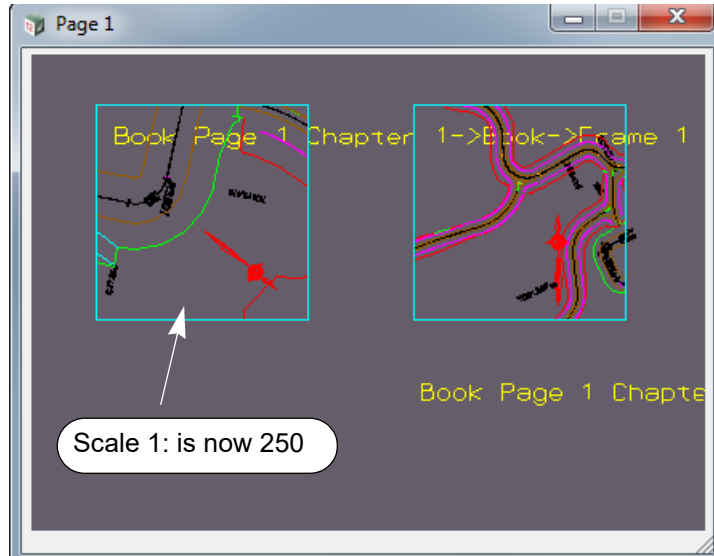 Page 1
Book Page 1 Chapter 1->Book->Frame 1
Book Page 1 Chapte
Scale 1: is now 250